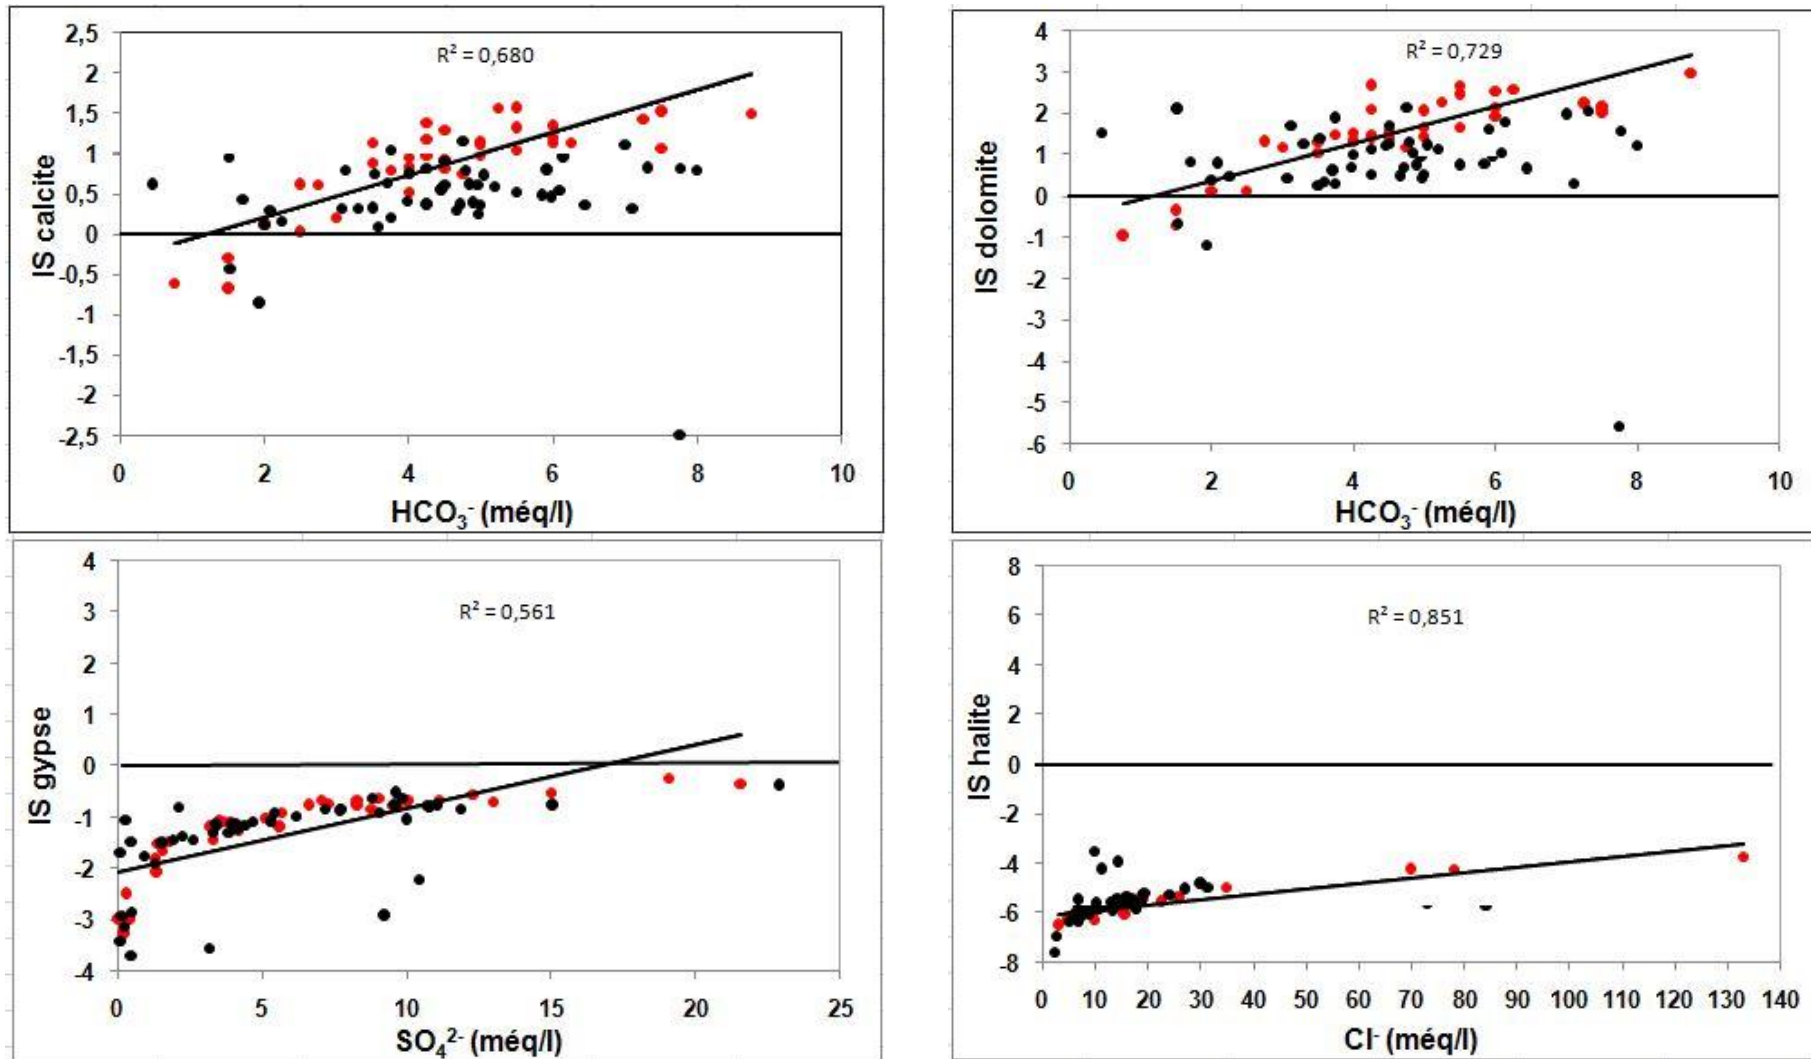 R² = 0,680
IS calcite
2,5
2
1,5
1
0,5
0
-0,5
-1
-1,5
-2
-2,5
0 2 4 6 8 10
HCO₃⁻ (méq/l)
R² = 0,729
IS dolomite
4
3
2
1
0
-1
-2
-3
-4
-5
-6
0 2 4 6 8 10
HCO₃⁻ (méq/l)
R² = 0,561
IS gypse
4
3
2
1
0
-1
-2
-3
-4
0 5 10 15 20 25
SO₄²⁻ (méq/l)
R² = 0,851
IS halite
8
6
4
2
0
-2
-4
-6
-8
0 10 20 30 40 50 60 70 80 90 100 110 120 130 140
Cl⁻ (méq/l)